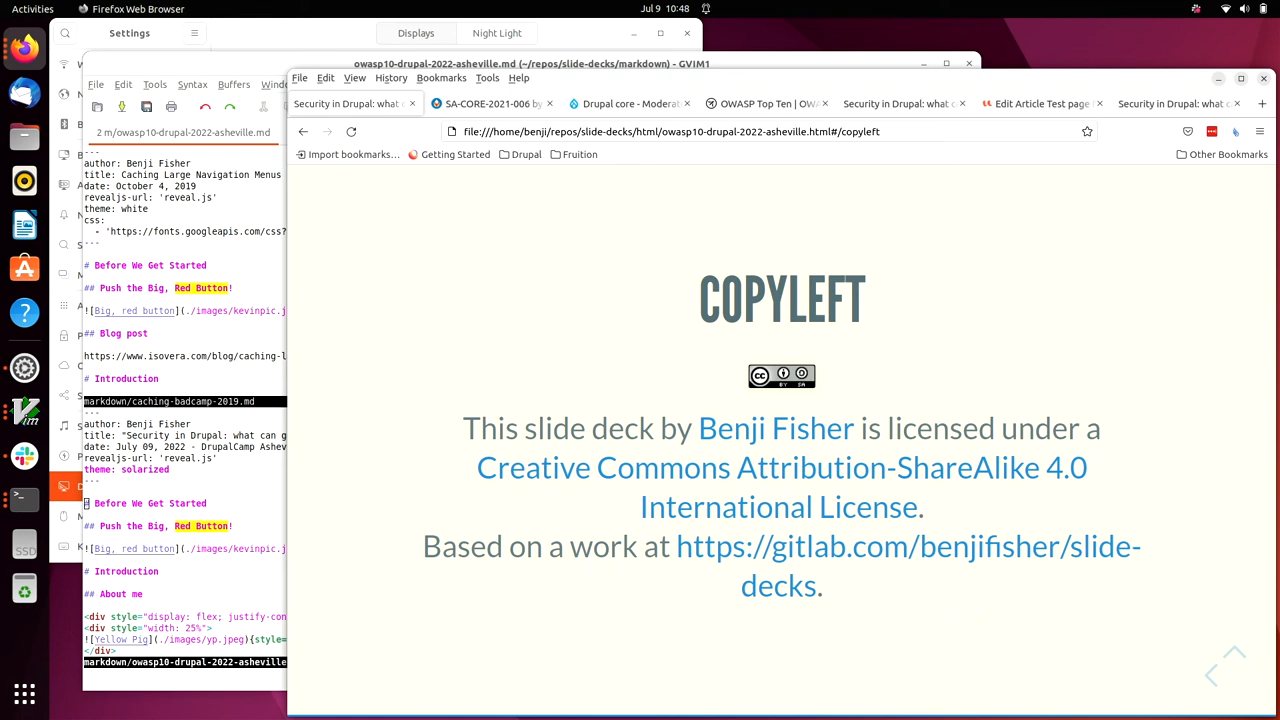 Activities
Firefox Web Browser
Jul 9 10:48
Settings
Displays
Night Light
owasp10-drupal-2022-asheville.md (~/repos/slide-decks/markdown) - GVIM1
File Edit Tools Syntax Buffers
2 m/owasp10-drupal-2022-asheville.md
---
author: Benji Fisher
title: Caching Large Navigation Menus
date: October 4, 2019
revealjs-url: 'reveal.js'
theme: white
css:
- 'https://fonts.googleapis.com/css?
---
# Before We Get Started
## Push the Big, Red Button!
![Big, red button](./images/kevinpic.j
## Blog post
https://www.isovera.com/blog/caching-l
# Introduction
markdown/caching-badcamp-2019.md
---
author: Benji Fisher
title: "Security in Drupal: what can g
date: July 09, 2022 - DrupalCamp Ashev
revealjs-url: 'reveal.js'
theme: solarized
---
# Before We Get Started
## Push the Big, Red Button!
![Big, red button](./images/kevinpic.j
# Introduction
## About me
<div style="display: flex; justify-con
<div style="width: 25%">
![Yellow Pig](./images/yp.jpeg){style=
</div>
markdown/owasp10-drupal-2022-asheville
File Edit View History Bookmarks Tools Help
Security in Drupal: what c
SA-CORE-2021-006 by
Drupal core - Moderat
OWASP Top Ten | OWA
Security in Drupal: what c
Edit Article Test page
Security in Drupal: what c
file:///home/benji/repos/slide-decks/html/owasp10-drupal-2022-asheville.html#/copyleft
Import bookmarks...
Getting Started
Drupal
Fruition
Other Bookmarks
COPYLEFT
cc BY SA
This slide deck by Benji Fisher is licensed under a
Creative Commons Attribution-ShareAlike 4.0
International License.
Based on a work at https://gitlab.com/benjifisher/slide-
decks.
SSD